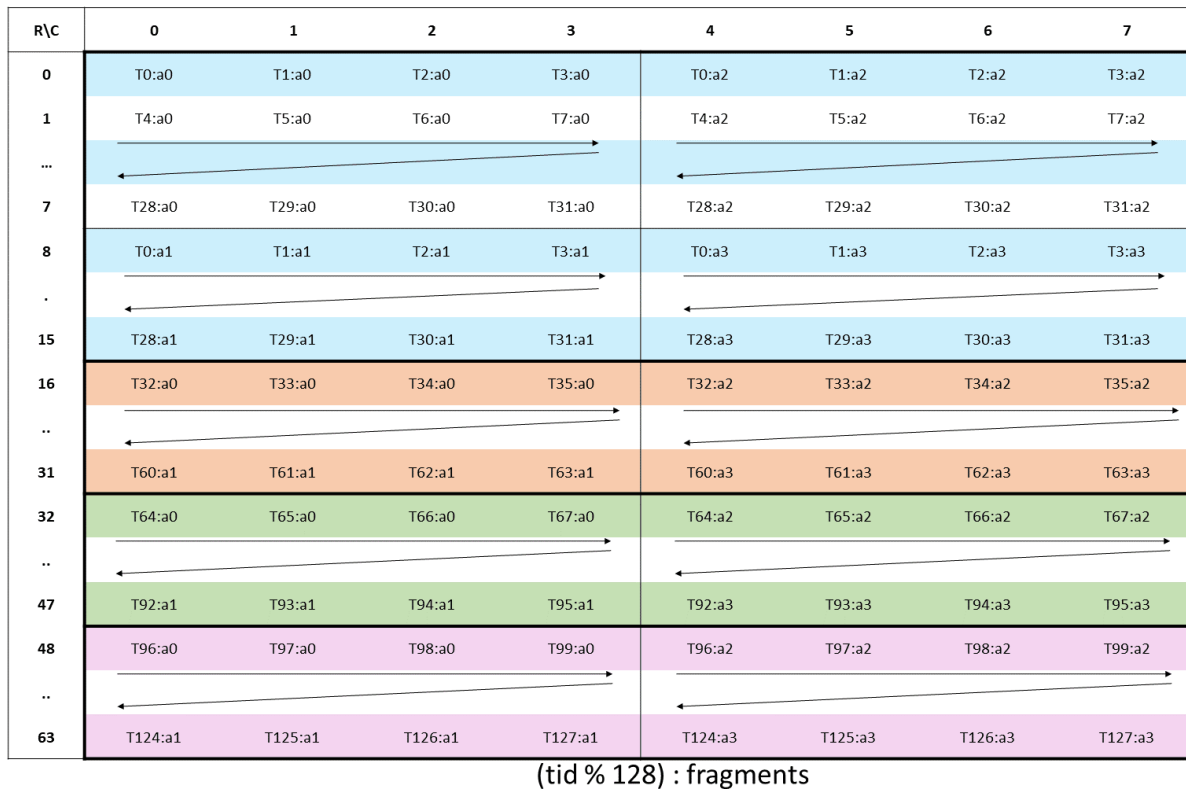 R\C 0 1 2 3 4 5 6 7
0 T0:a0 T1:a0 T2:a0 T3:a0 T0:a2 T1:a2 T2:a2 T3:a2
1 T4:a0 T5:a0 T6:a0 T7:a0 T4:a2 T5:a2 T6:a2 T7:a2
...
7 T28:a0 T29:a0 T30:a0 T31:a0 T28:a2 T29:a2 T30:a2 T31:a2
8 T0:a1 T1:a1 T2:a1 T3:a1 T0:a3 T1:a3 T2:a3 T3:a3
.
15 T28:a1 T29:a1 T30:a1 T31:a1 T28:a3 T29:a3 T30:a3 T31:a3
16 T32:a0 T33:a0 T34:a0 T35:a0 T32:a2 T33:a2 T34:a2 T35:a2
..
31 T60:a1 T61:a1 T62:a1 T63:a1 T60:a3 T61:a3 T62:a3 T63:a3
32 T64:a0 T65:a0 T66:a0 T67:a0 T64:a2 T65:a2 T66:a2 T67:a2
..
47 T92:a1 T93:a1 T94:a1 T95:a1 T92:a3 T93:a3 T94:a3 T95:a3
48 T96:a0 T97:a0 T98:a0 T99:a0 T96:a2 T97:a2 T98:a2 T99:a2
..
63 T124:a1 T125:a1 T126:a1 T127:a1 T124:a3 T125:a3 T126:a3 T127:a3
(tid % 128) : fragments